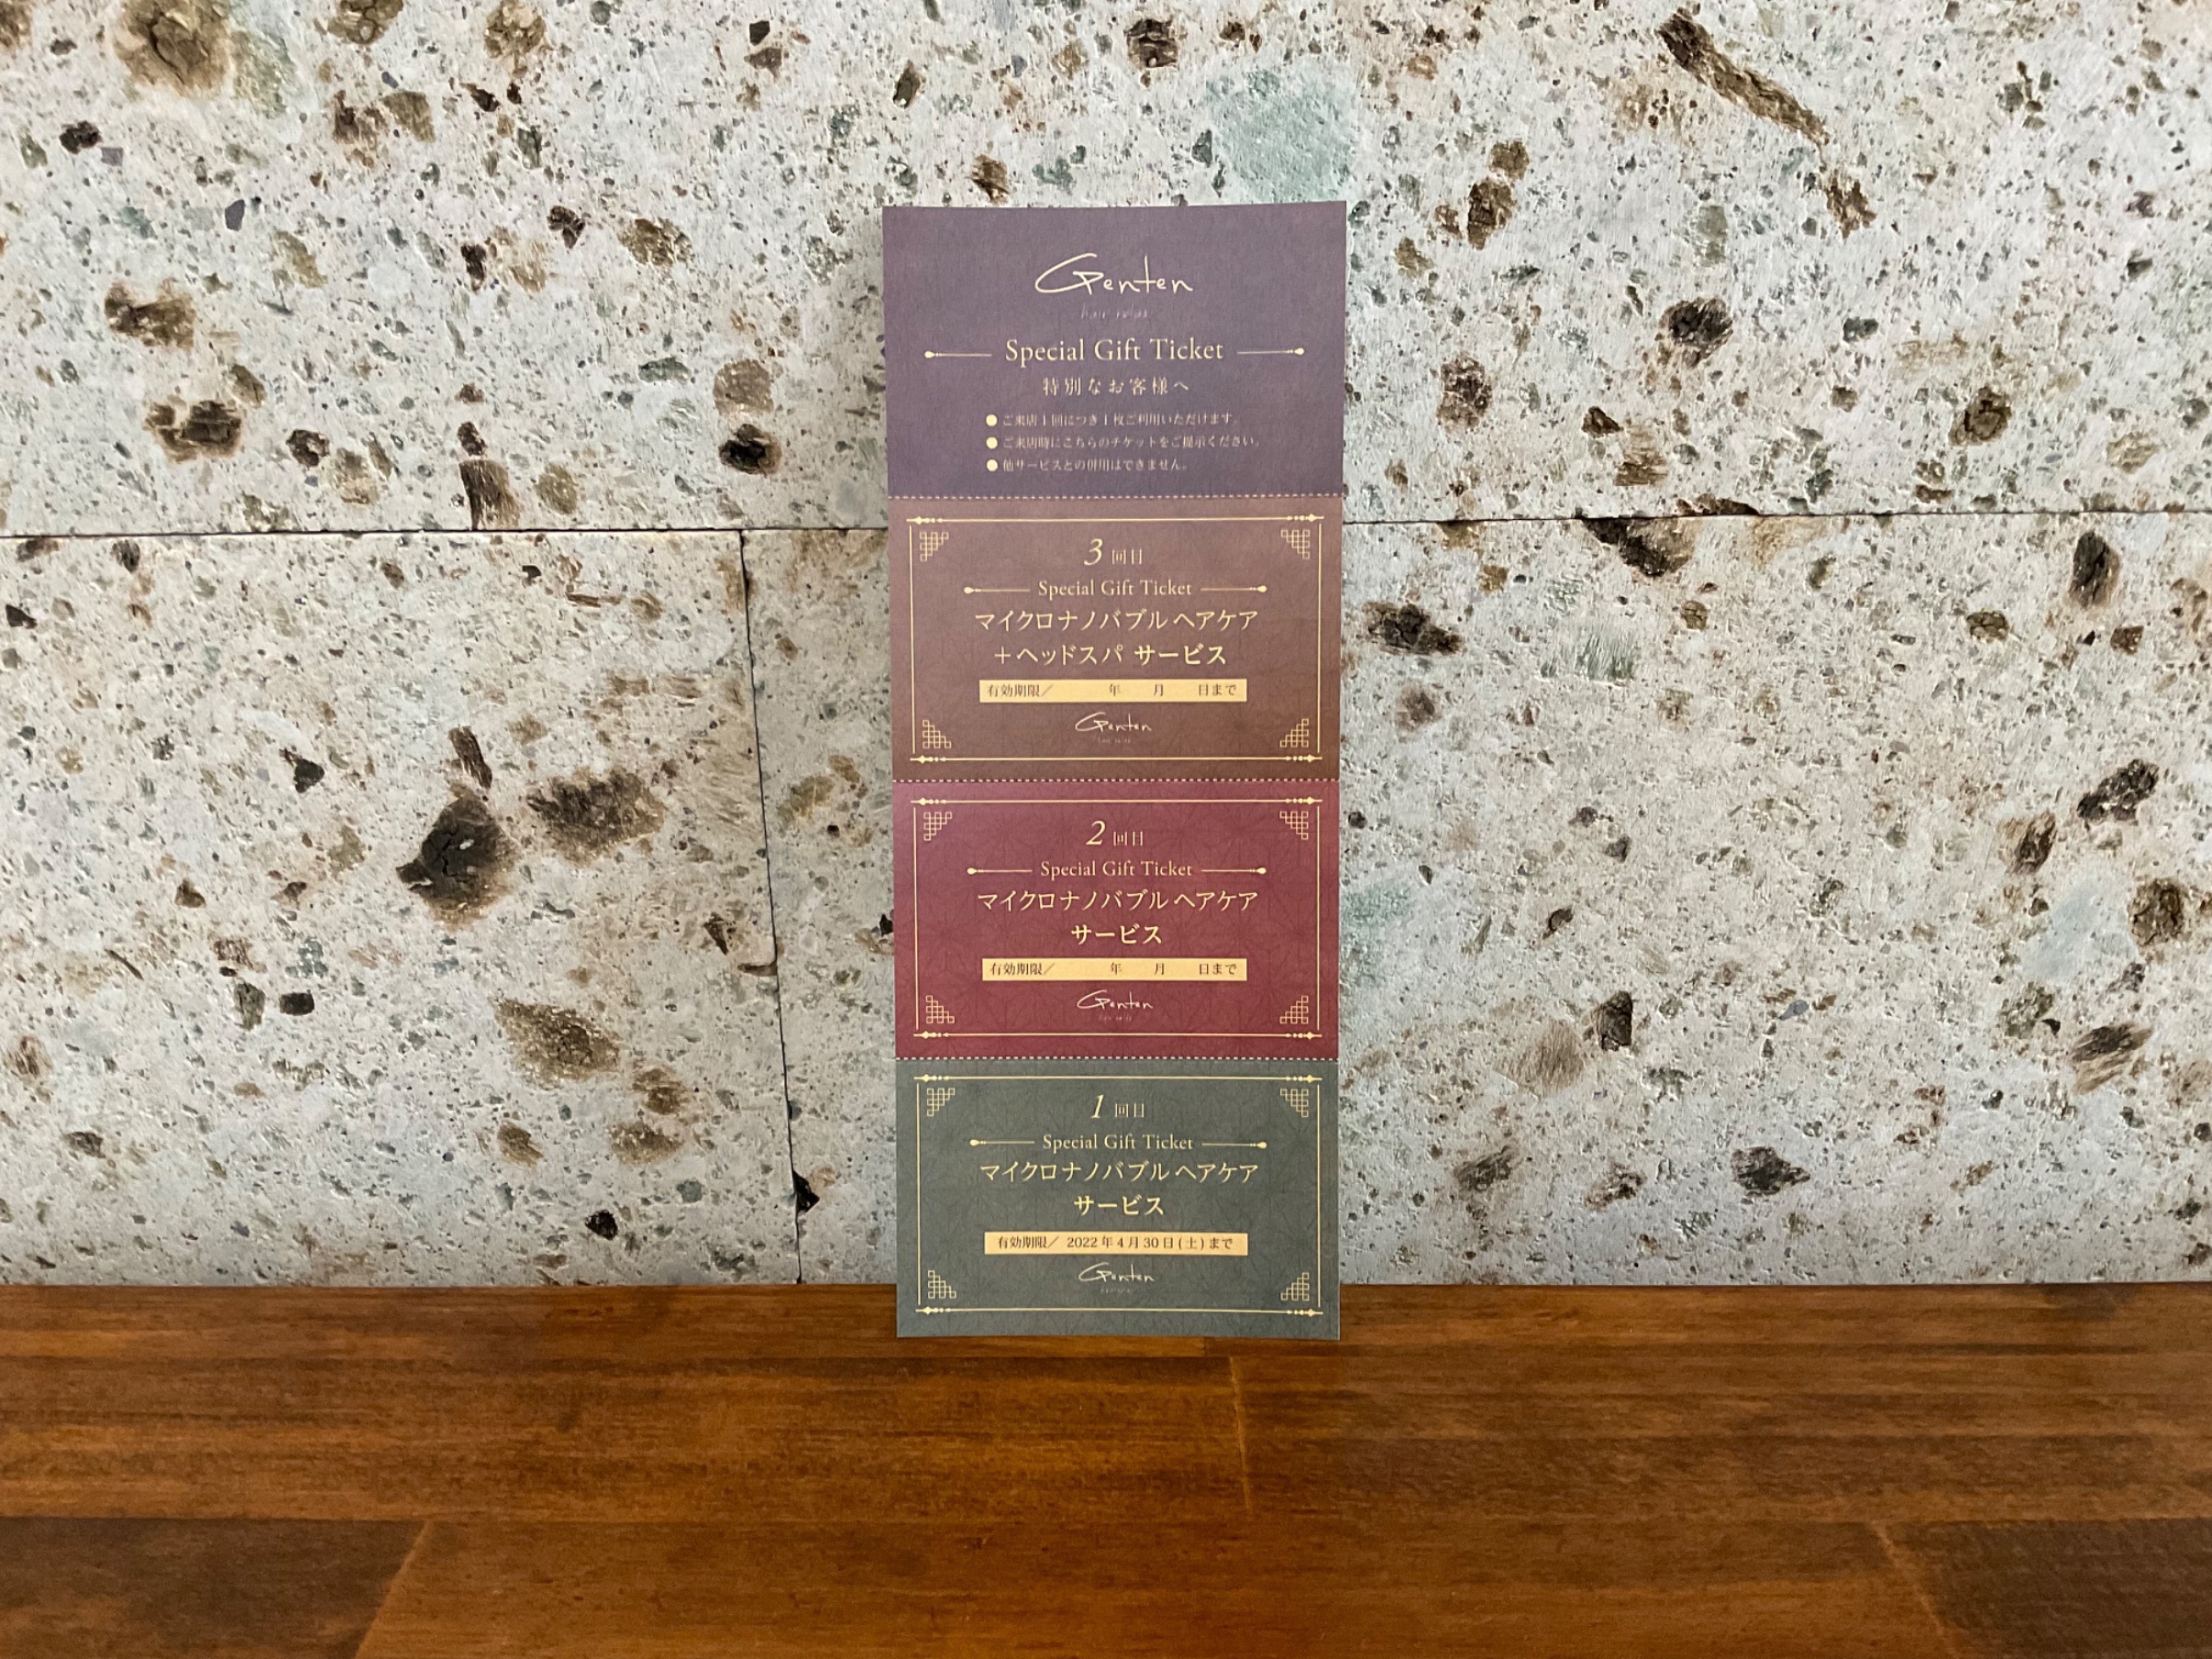 Genten
hair relax
Special Gift Ticket
特別なお客様へ
●ご来店1回につき1枚ご利用いただけます。
●ご来店時にこちらのチケットをご提示ください。
●他サービスとの併用はできません。
3回目
Special Gift Ticket
マイクロナノバブルヘアケア
+ヘッドスパ サービス
有効期限／ 年 月 日まで
Genten
2回目
Special Gift Ticket
マイクロナノバブルヘアケア
サービス
有効期限／ 年 月 日まで
Genten
1回目
Special Gift Ticket
マイクロナノバブルヘアケア
サービス
有効期限／ 2022年4月30日(土)まで
Genten